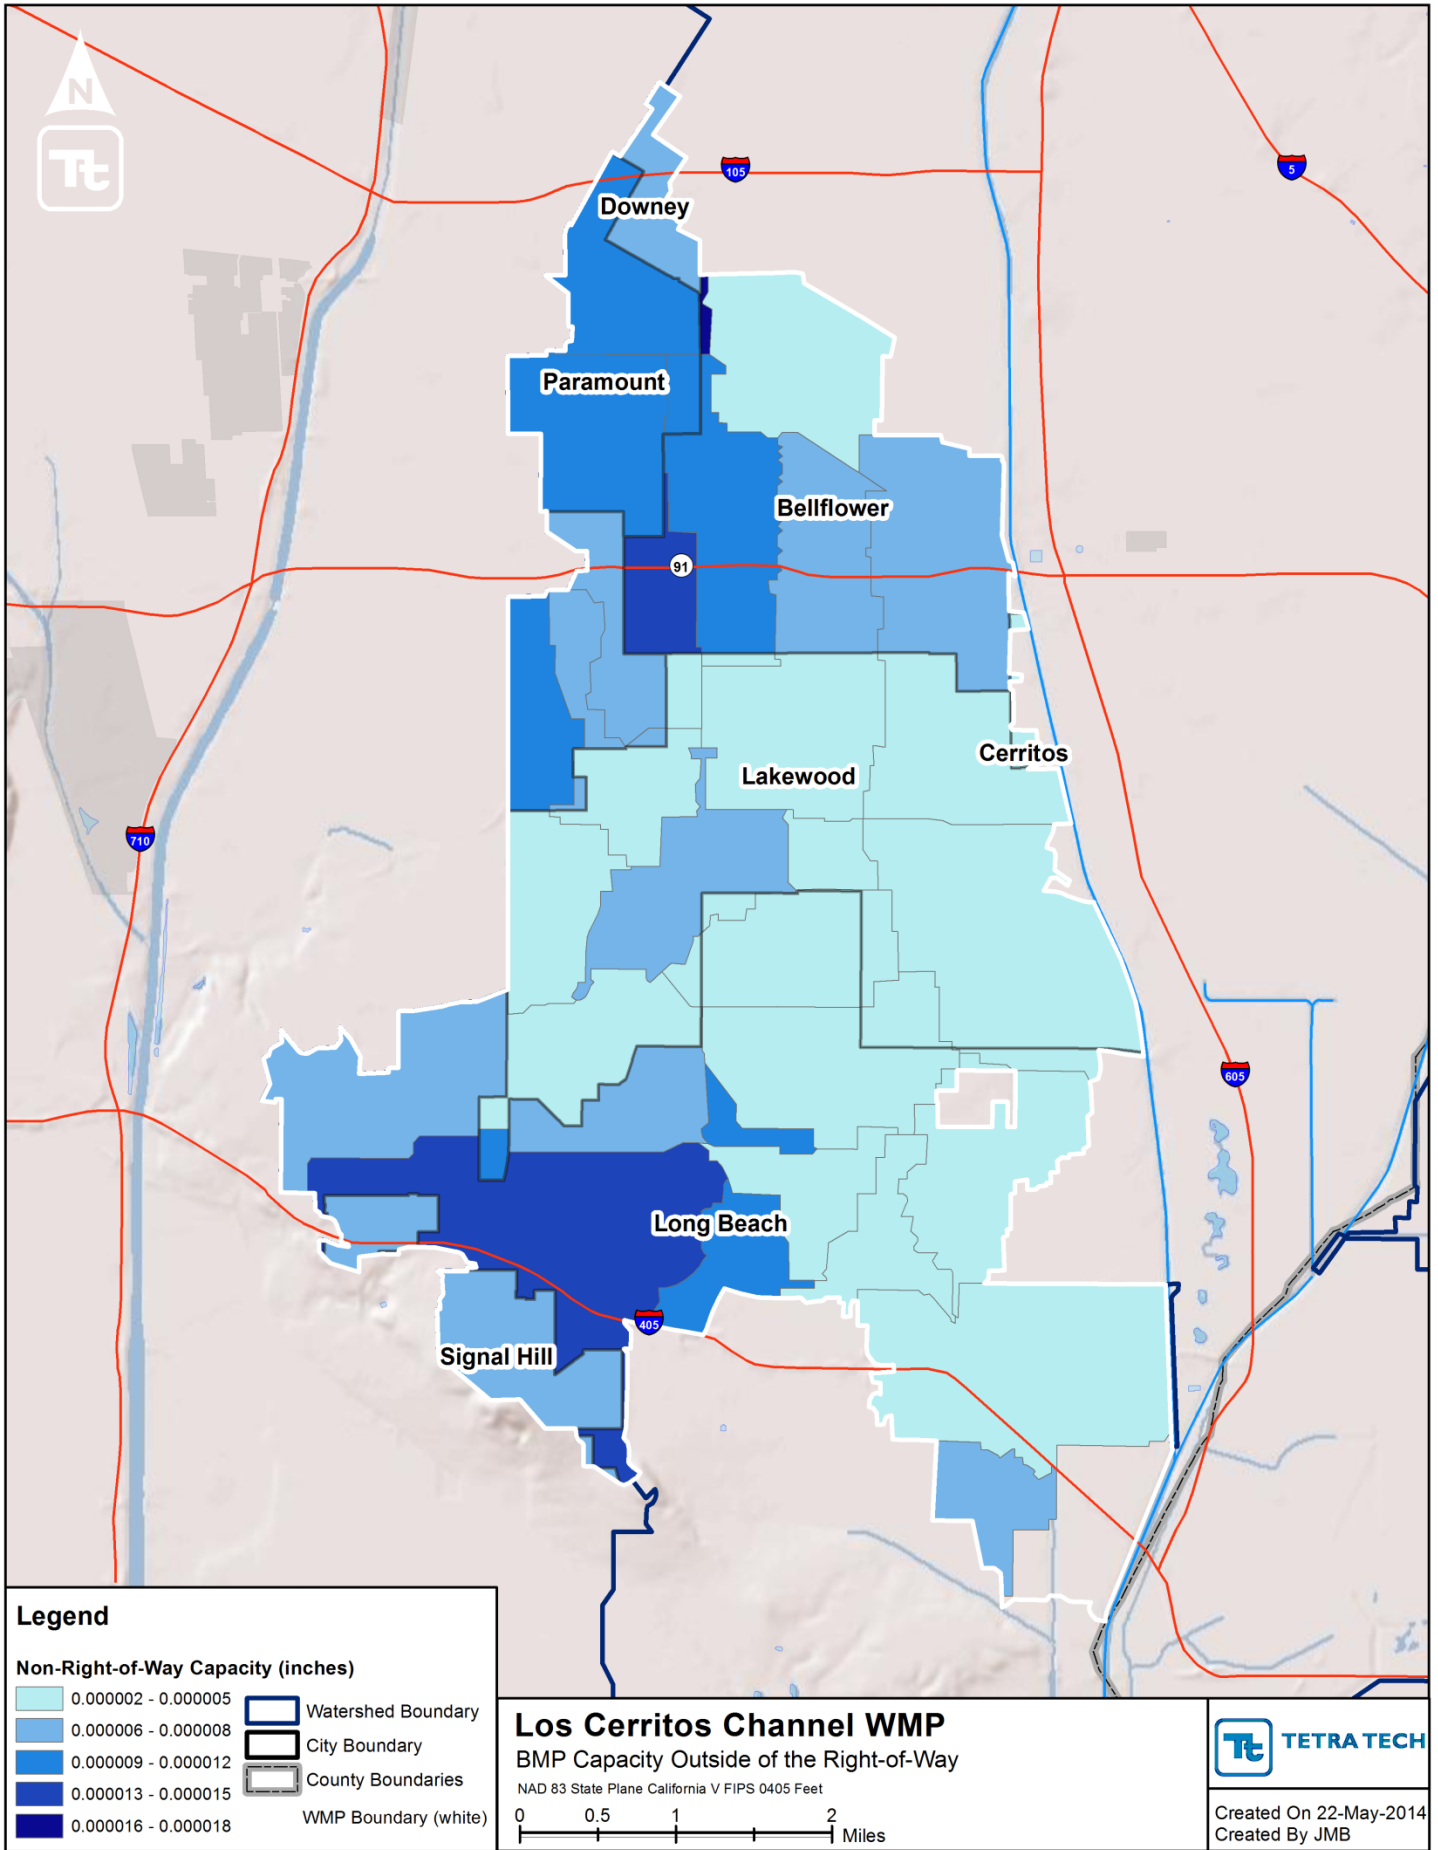 N
Tt
105
5
Downey
Paramount
Bellflower
91
Cerritos
Lakewood
710
605
Long Beach
405
Signal Hill
Legend
Non-Right-of-Way Capacity (inches)
0.000002 - 0.000005
0.000006 - 0.000008
0.000009 - 0.000012
0.000013 - 0.000015
0.000016 - 0.000018
Watershed Boundary
City Boundary
County Boundaries
WMP Boundary (white)
Los Cerritos Channel WMP
BMP Capacity Outside of the Right-of-Way
NAD 83 State Plane California V FIPS 0405 Feet
0 0.5 1 2
Miles
Tt TETRA TECH
Created On 22-May-2014
Created By JMB